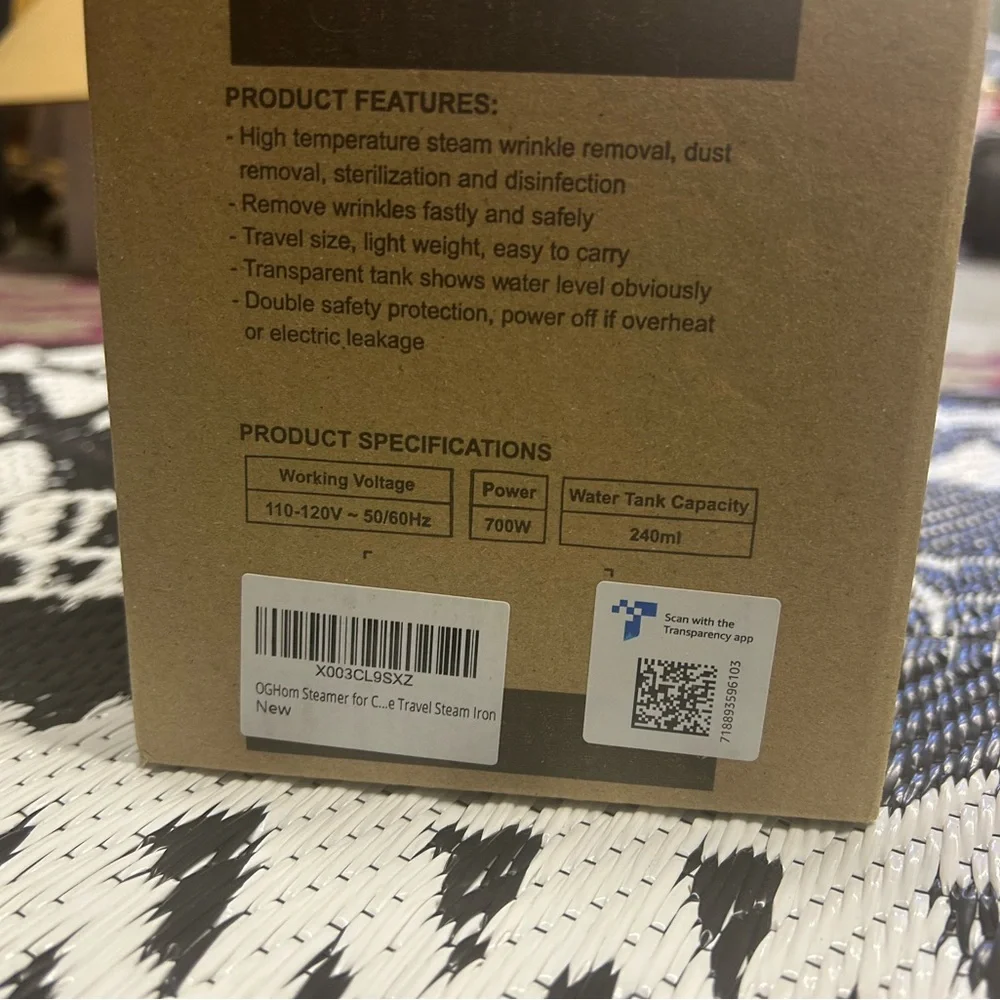 PRODUCT FEATURES:
- High temperature steam wrinkle removal, dust
removal, sterilization and disinfection
- Remove wrinkles fastly and safely
- Travel size, light weight, easy to carry
- Transparent tank shows water level obviously
- Double safety protection, power off if overheat
or electric leakage
PRODUCT SPECIFICATIONS
Working Voltage
110-120V ~ 50/60Hz
Power
700W
Water Tank Capacity
240ml
X003CL9SXZ
OGHom Steamer for C...e Travel Steam Iron
New
Scan with the
Transparency app
718893596103